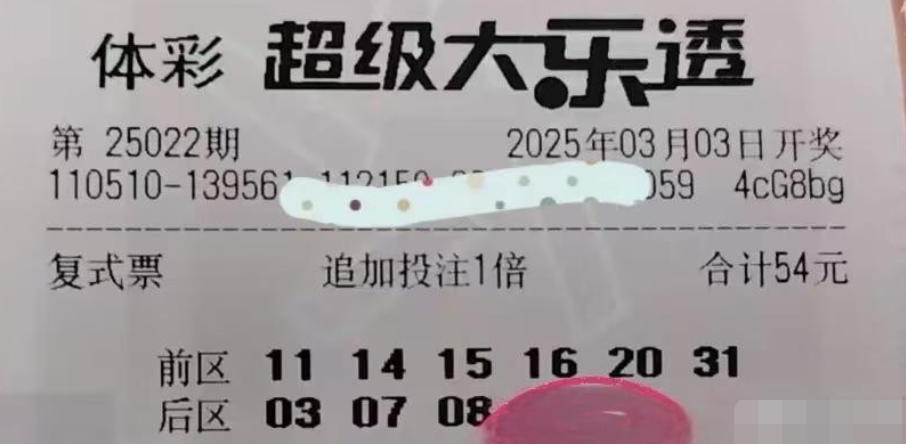 体彩 超级大乐透
第 25022期 2025年03月03日开奖
110510-13956 059 4cG8bg
复式票 追加投注1倍 合计54元
前区 11 14 15 16 20 31
后区 03 07 08